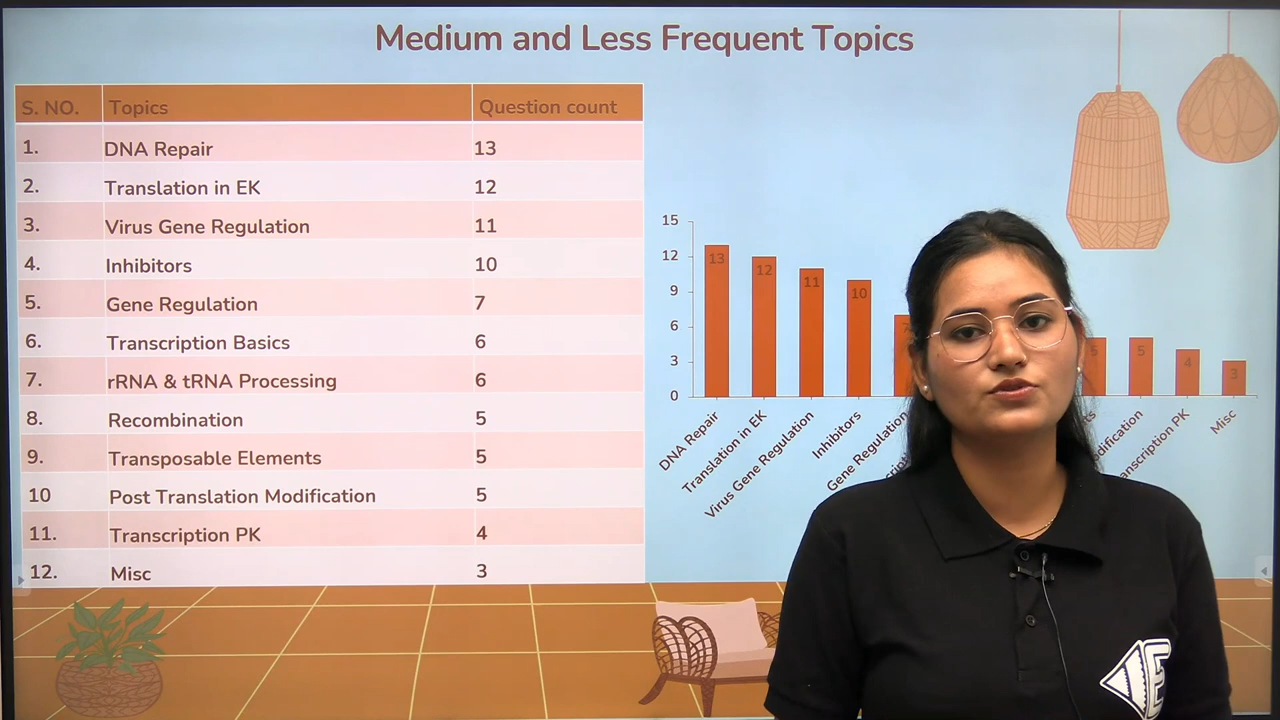 Medium and Less Frequent Topics
S. NO. Topics Question count
1. DNA Repair 13
2. Translation in EK 12
3. Virus Gene Regulation 11
4. Inhibitors 10
5. Gene Regulation 7
6. Transcription Basics 6
7. rRNA & tRNA Processing 6
8. Recombination 5
9. Transposable Elements 5
10 Post Translation Modification 5
11. Transcription PK 4
12. Misc 3
15
12
9
6
3
0
13
12
11
10
5
5
4
3
DNA Repair
Translation in EK
Virus Gene Regulation
Inhibitors
Gene Regulation
Misc